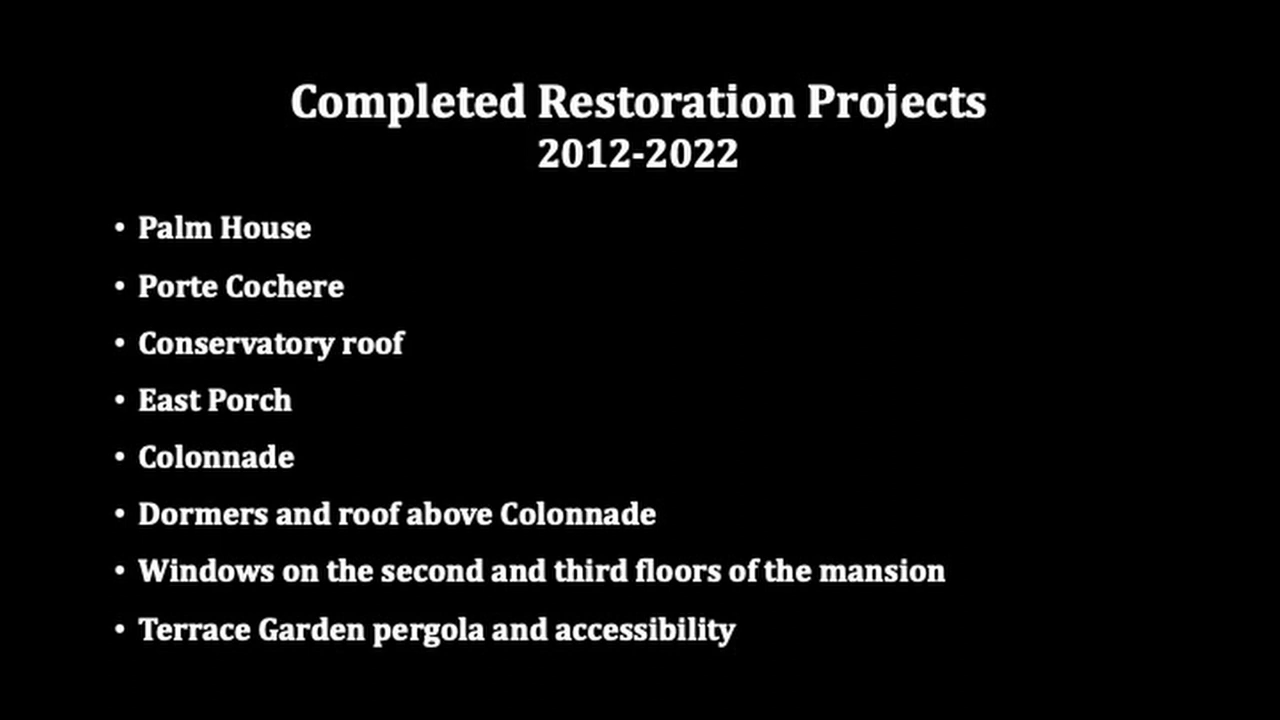 Completed Restoration Projects
2012-2022
• Palm House
• Porte Cochere
• Conservatory roof
• East Porch
• Colonnade
• Dormers and roof above Colonnade
• Windows on the second and third floors of the mansion
• Terrace Garden pergola and accessibility